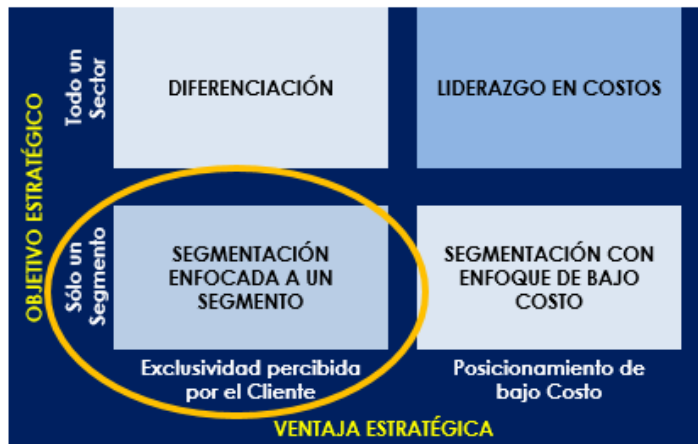 OBJETIVO ESTRATÉGICO
Todo un
Sector
DIFERENCIACIÓN
LIDERAZGO EN COSTOS
Sólo un
Segmento
SEGMENTACIÓN
ENFOCADA A UN
SEGMENTO
SEGMENTACIÓN CON
ENFOQUE DE BAJO
COSTO
Exclusividad percibida
por el Cliente
Posicionamiento de
bajo Costo
VENTAJA ESTRATÉGICA